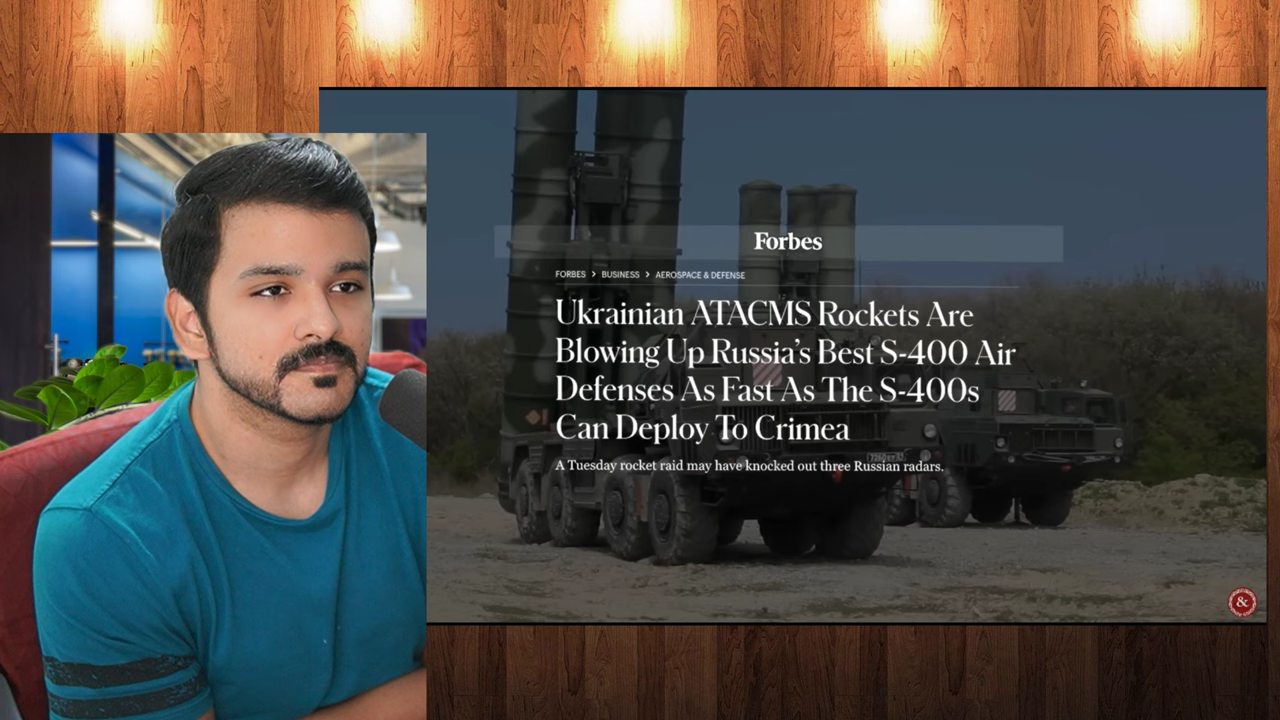 Forbes
FORBES > BUSINESS > AEROSPACE & DEFENSE
Ukrainian ATACMS Rockets Are
Blowing Up Russia's Best S-400 Air
Defenses As Fast As The S-400s
Can Deploy To Crimea
A Tuesday rocket raid may have knocked out three Russian radars.
&